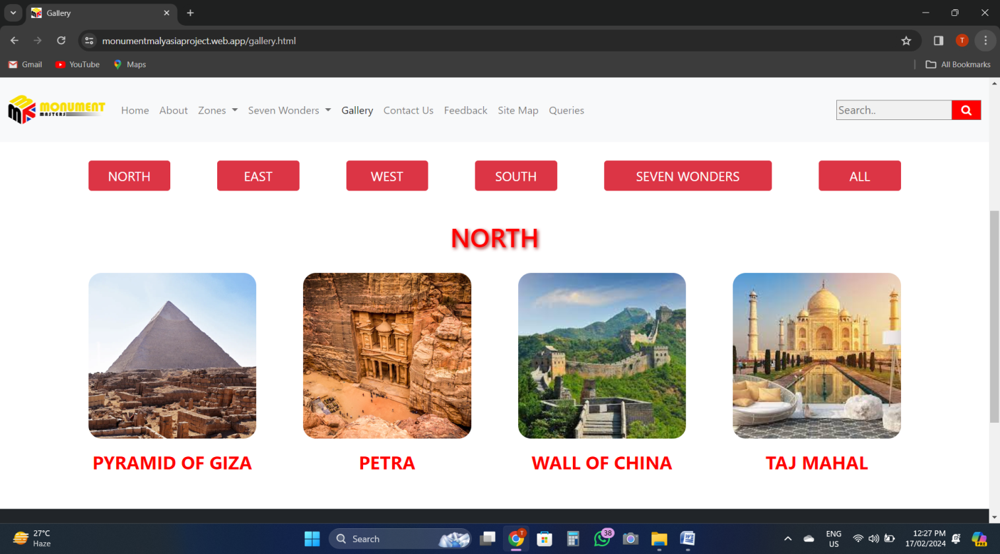 Gallery
monumentmalyasiaproject.web.app/gallery.html
T
Gmail YouTube Maps All Bookmarks
MONUMENT
MASTERS
Home About Zones Seven Wonders Gallery Contact Us Feedback Site Map Queries Search..
NORTH EAST WEST SOUTH SEVEN WONDERS ALL
NORTH
PYRAMID OF GIZA PETRA WALL OF CHINA TAJ MAHAL
27°C
Haze
Search
T
38
ENG
US
12:27 PM
17/02/2024
PRE